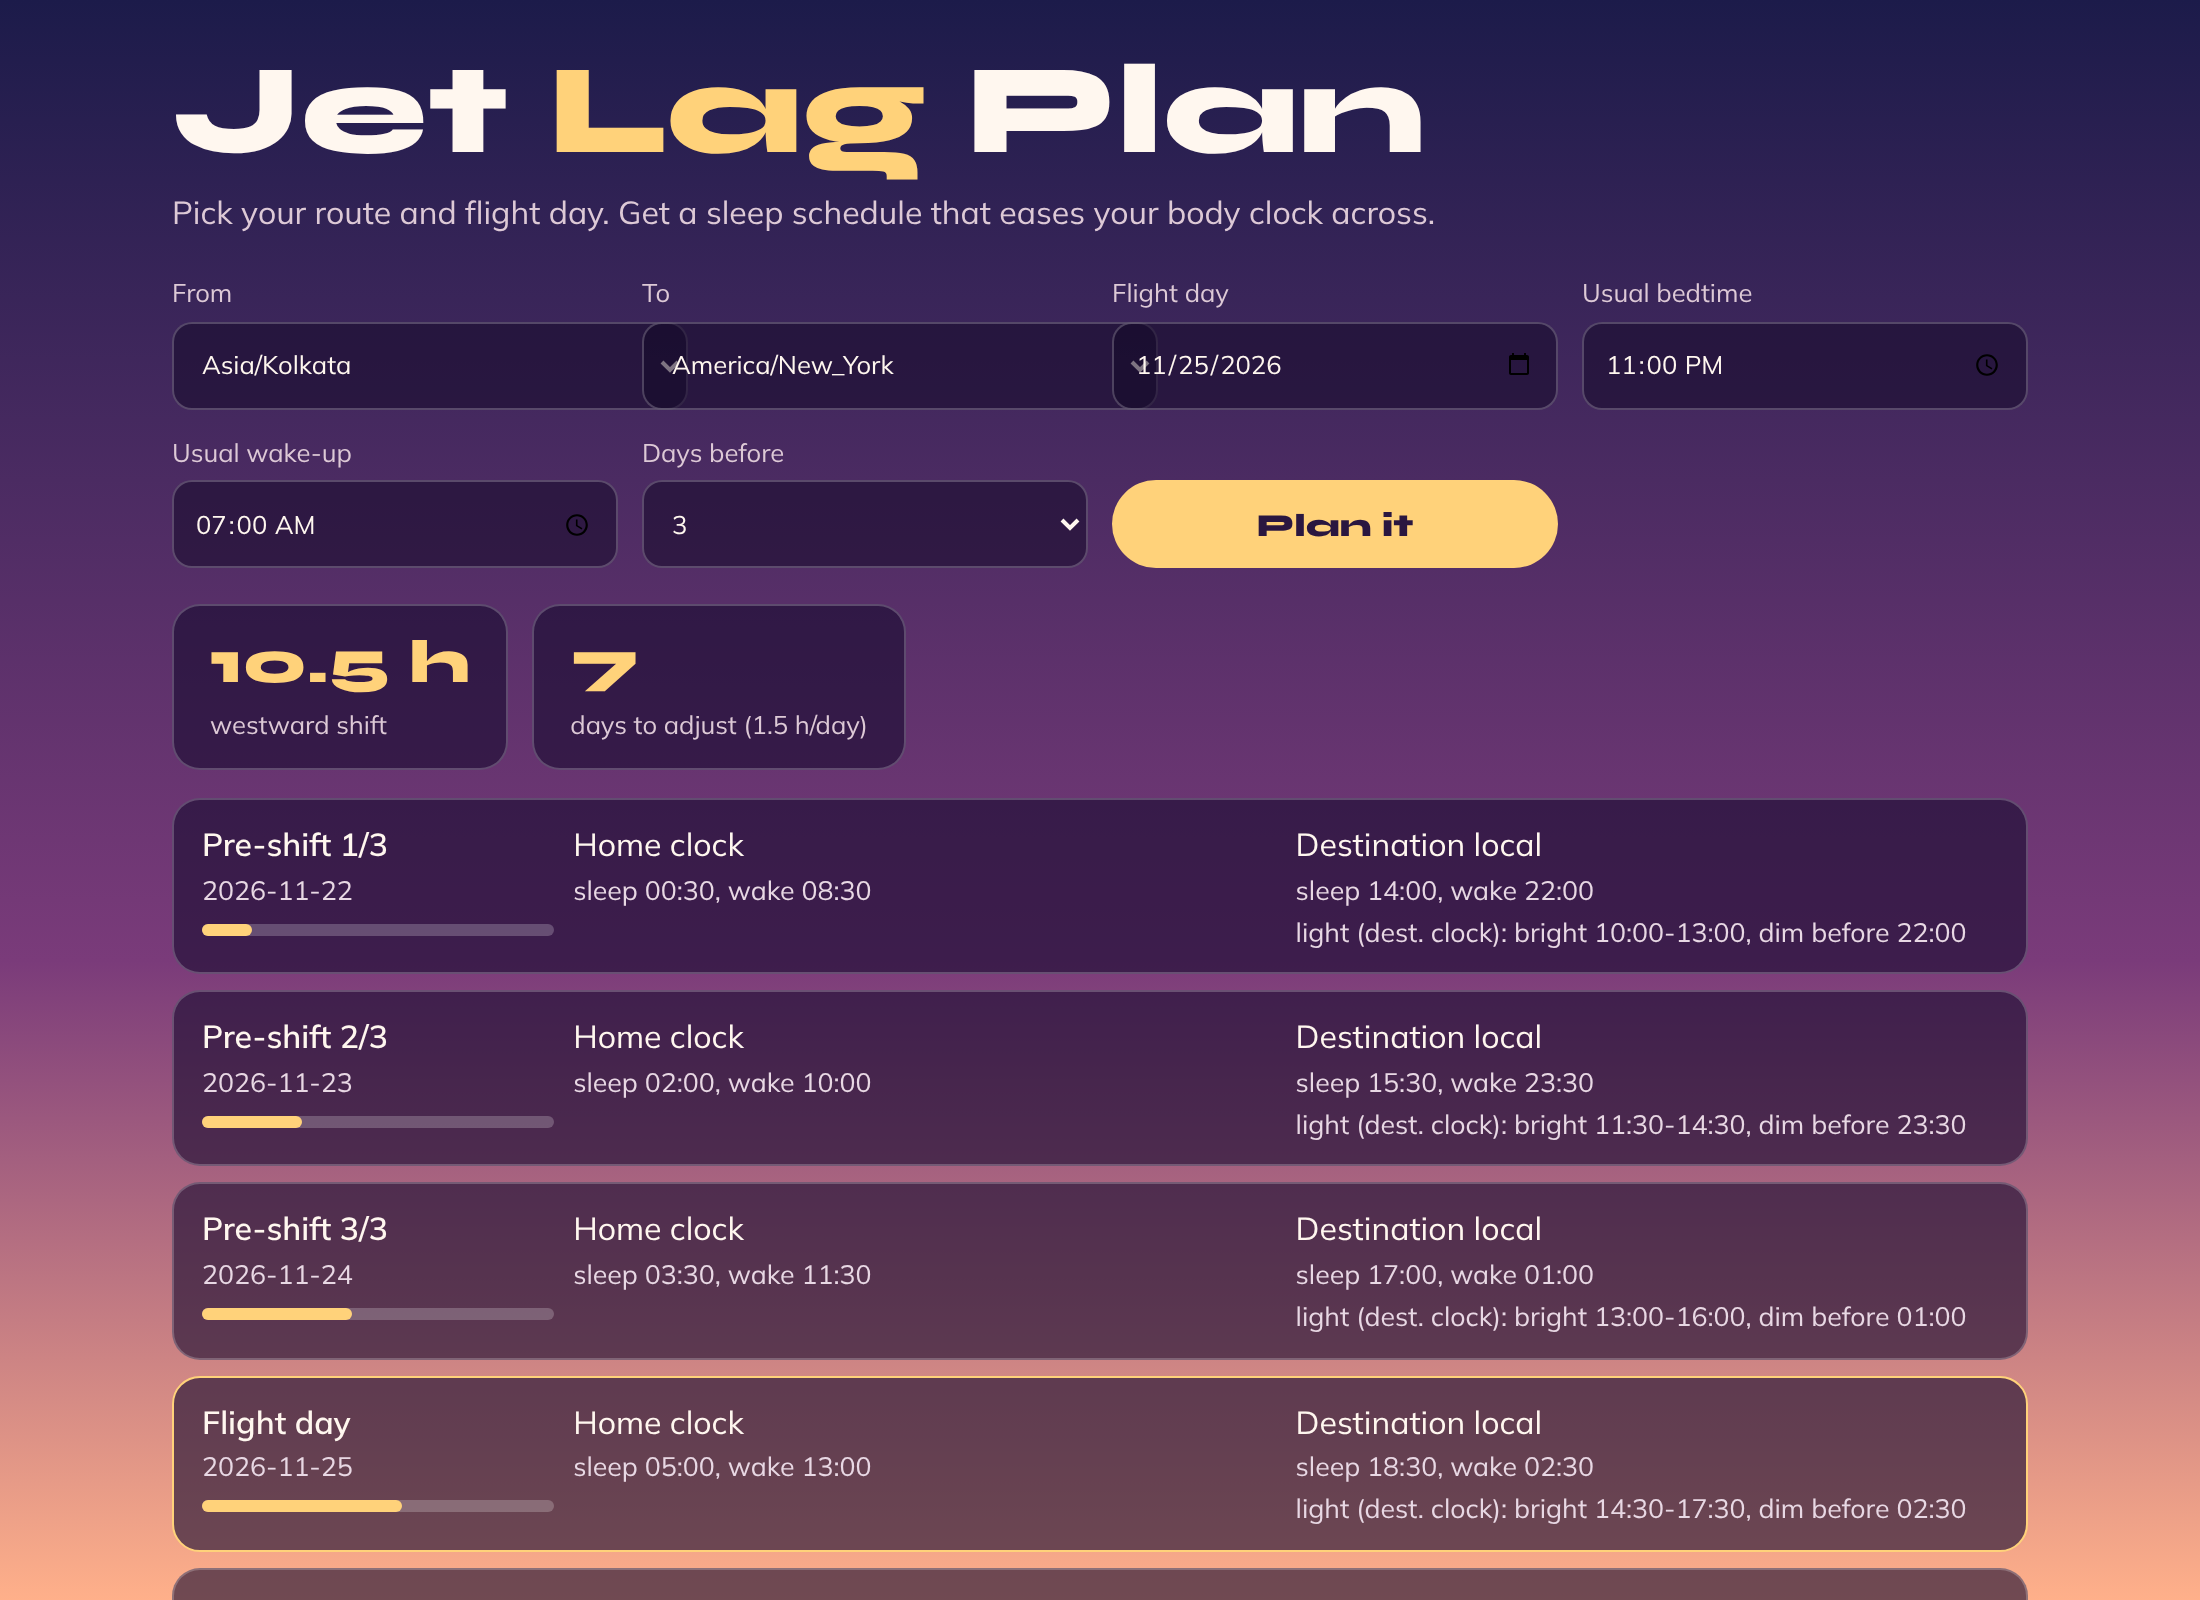 Jet Lag Plan
Pick your route and flight day. Get a sleep schedule that eases your body clock across.
From
Asia/Kolkata
To
America/New_York
Flight day
11/25/2026
Usual bedtime
11:00 PM
Usual wake-up
07:00 AM
Days before
3
Plan it
10.5 h
westward shift
7
days to adjust (1.5 h/day)
Pre-shift 1/3
2026-11-22
Home clock
sleep 00:30, wake 08:30
Destination local
sleep 14:00, wake 22:00
light (dest. clock): bright 10:00-13:00, dim before 22:00
Pre-shift 2/3
2026-11-23
Home clock
sleep 02:00, wake 10:00
Destination local
sleep 15:30, wake 23:30
light (dest. clock): bright 11:30-14:30, dim before 23:30
Pre-shift 3/3
2026-11-24
Home clock
sleep 03:30, wake 11:30
Destination local
sleep 17:00, wake 01:00
light (dest. clock): bright 13:00-16:00, dim before 01:00
Flight day
2026-11-25
Home clock
sleep 05:00, wake 13:00
Destination local
sleep 18:30, wake 02:30
light (dest. clock): bright 14:30-17:30, dim before 02:30